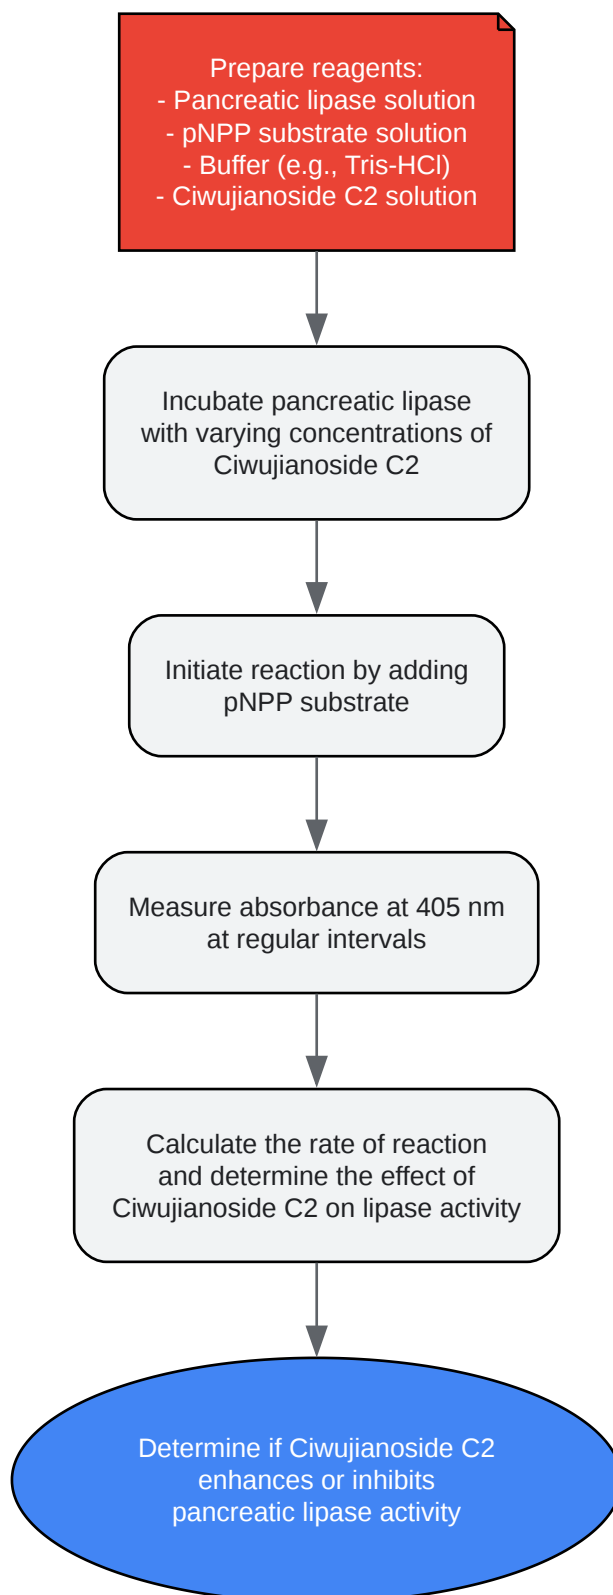 Prepare reagents:
- Pancreatic lipase solution
- pNPP substrate solution
- Buffer (e.g., Tris-HCl)
- Ciwujianoside C2 solution
Incubate pancreatic lipase
with varying concentrations of
Ciwujianoside C2
Initiate reaction by adding
pNPP substrate
Measure absorbance at 405 nm
at regular intervals
Calculate the rate of reaction
and determine the effect of
Ciwujianoside C2 on lipase activity
Determine if Ciwujianoside C2
enhances or inhibits
pancreatic lipase activity